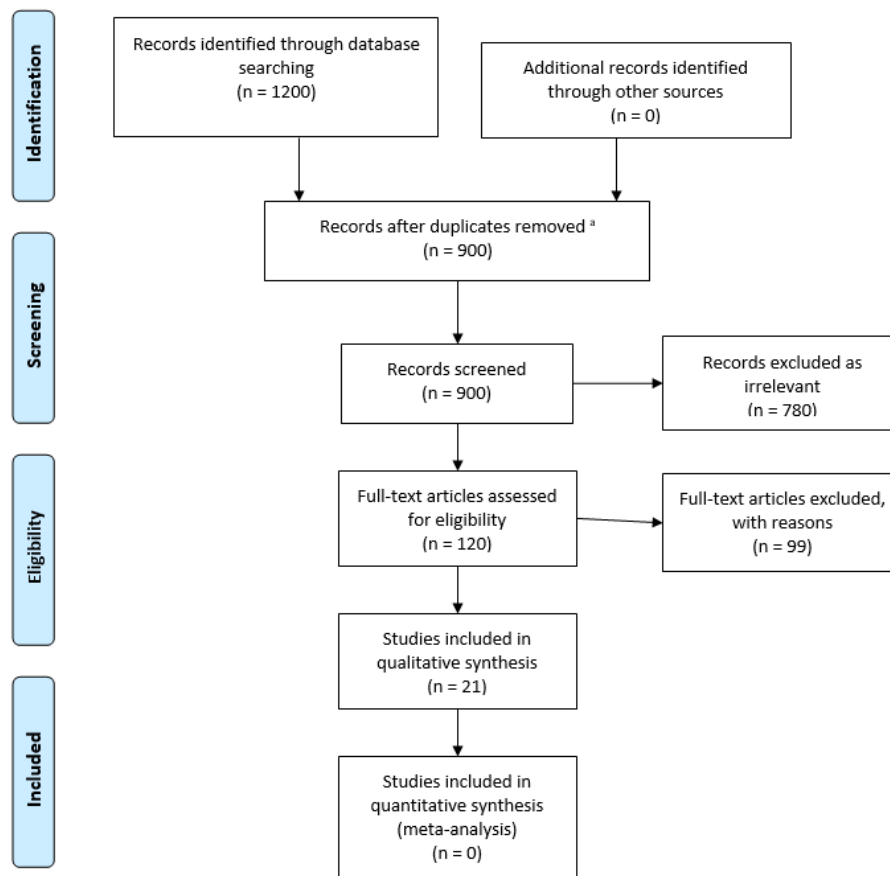 Identification
Records identified through database
searching
(n = 1200)
Additional records identified
through other sources
(n = 0)
Records after duplicates removed ª
(n = 900)
Screening
Records screened
(n = 900)
Records excluded as
irrelevant
(n = 780)
Eligibility
Full-text articles assessed
for eligibility
(n = 120)
Full-text articles excluded,
with reasons
(n = 99)
Studies included in
qualitative synthesis
(n = 21)
Included
Studies included in
quantitative synthesis
(meta-analysis)
(n = 0)